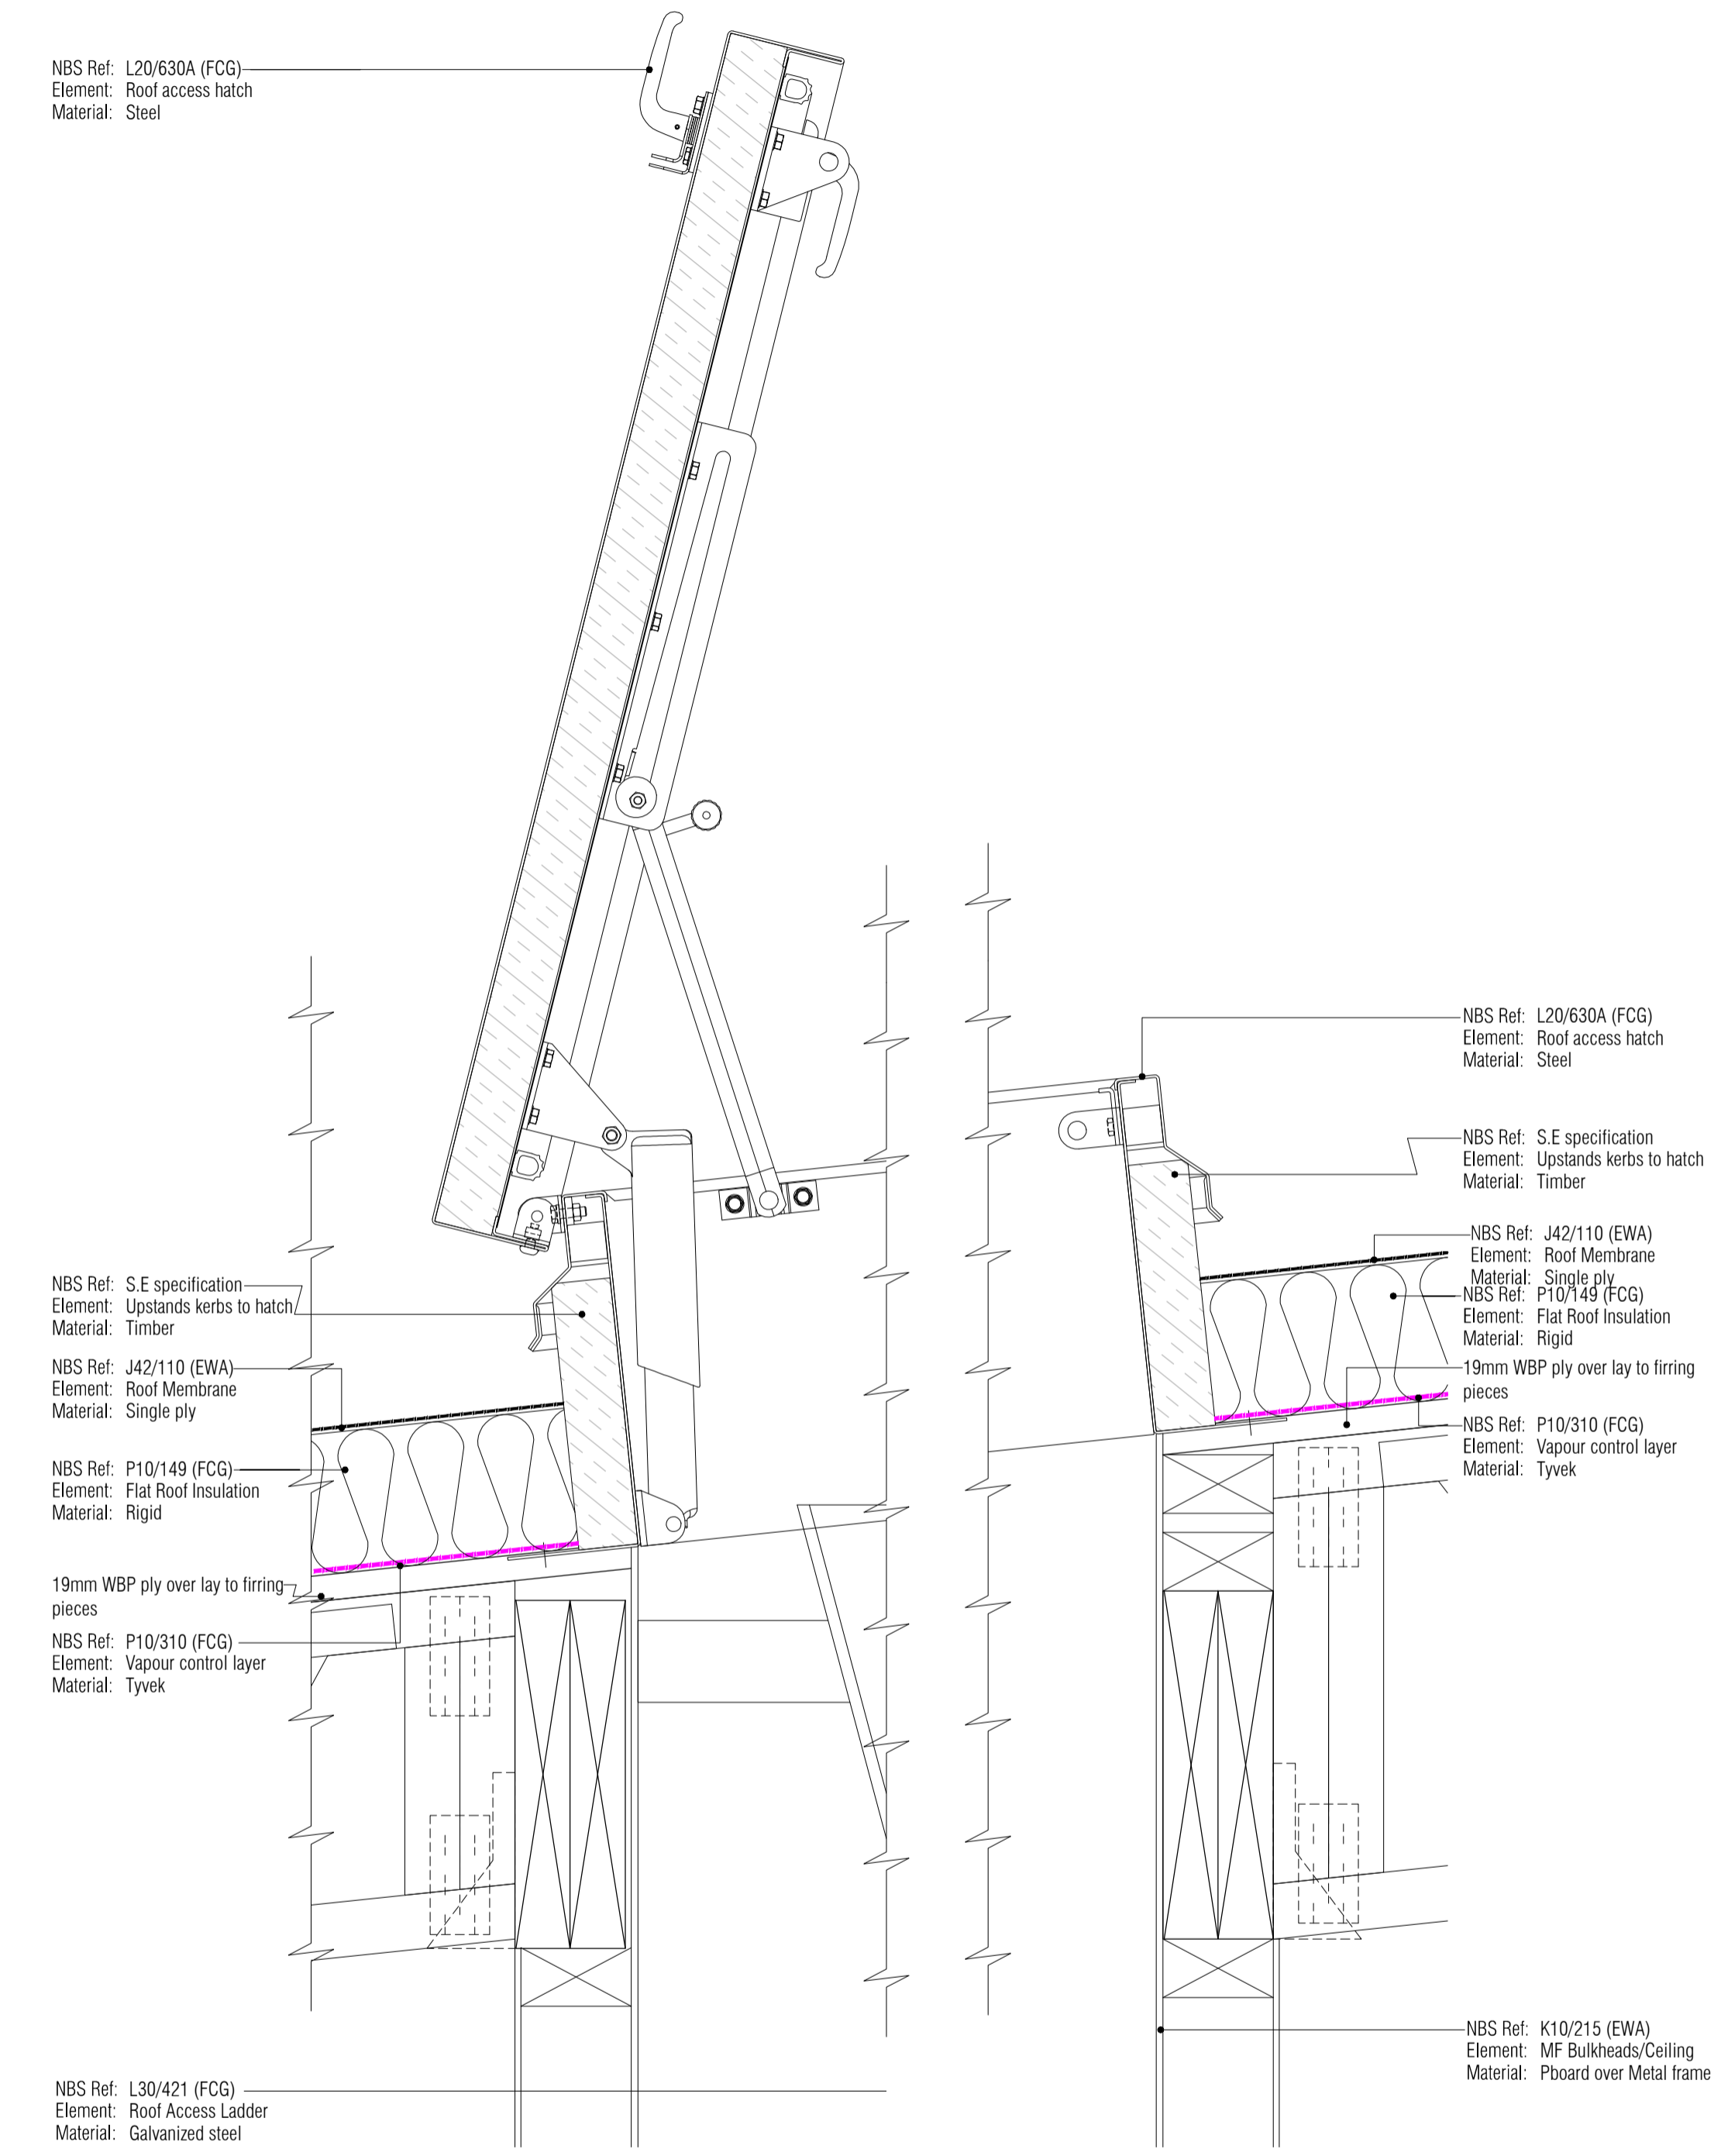 NBS Ref: L20/630A (FCG)
Element: Roof access hatch
Material: Steel
NBS Ref: S.E specification
Element: Upstands kerbs to hatch
Material: Timber
NBS Ref: J42/110 (EWA)
Element: Roof Membrane
Material: Single ply
NBS Ref: P10/149 (FCG)
Element: Flat Roof Insulation
Material: Rigid
19mm WBP ply over lay to firring
pieces
NBS Ref: P10/310 (FCG)
Element: Vapour control layer
Material: Tyvek
NBS Ref: L30/421 (FCG)
Element: Roof Access Ladder
Material: Galvanized steel
NBS Ref: L20/630A (FCG)
Element: Roof access hatch
Material: Steel
NBS Ref: S.E specification
Element: Upstands kerbs to hatch
Material: Timber
NBS Ref: J42/110 (EWA)
Element: Roof Membrane
Material: Single ply
NBS Ref: P10/149 (FCG)
Element: Flat Roof Insulation
Material: Rigid
19mm WBP ply over lay to firring
pieces
NBS Ref: P10/310 (FCG)
Element: Vapour control layer
Material: Tyvek
NBS Ref: K10/215 (EWA)
Element: MF Bulkheads/Ceiling
Material: Pboard over Metal frame